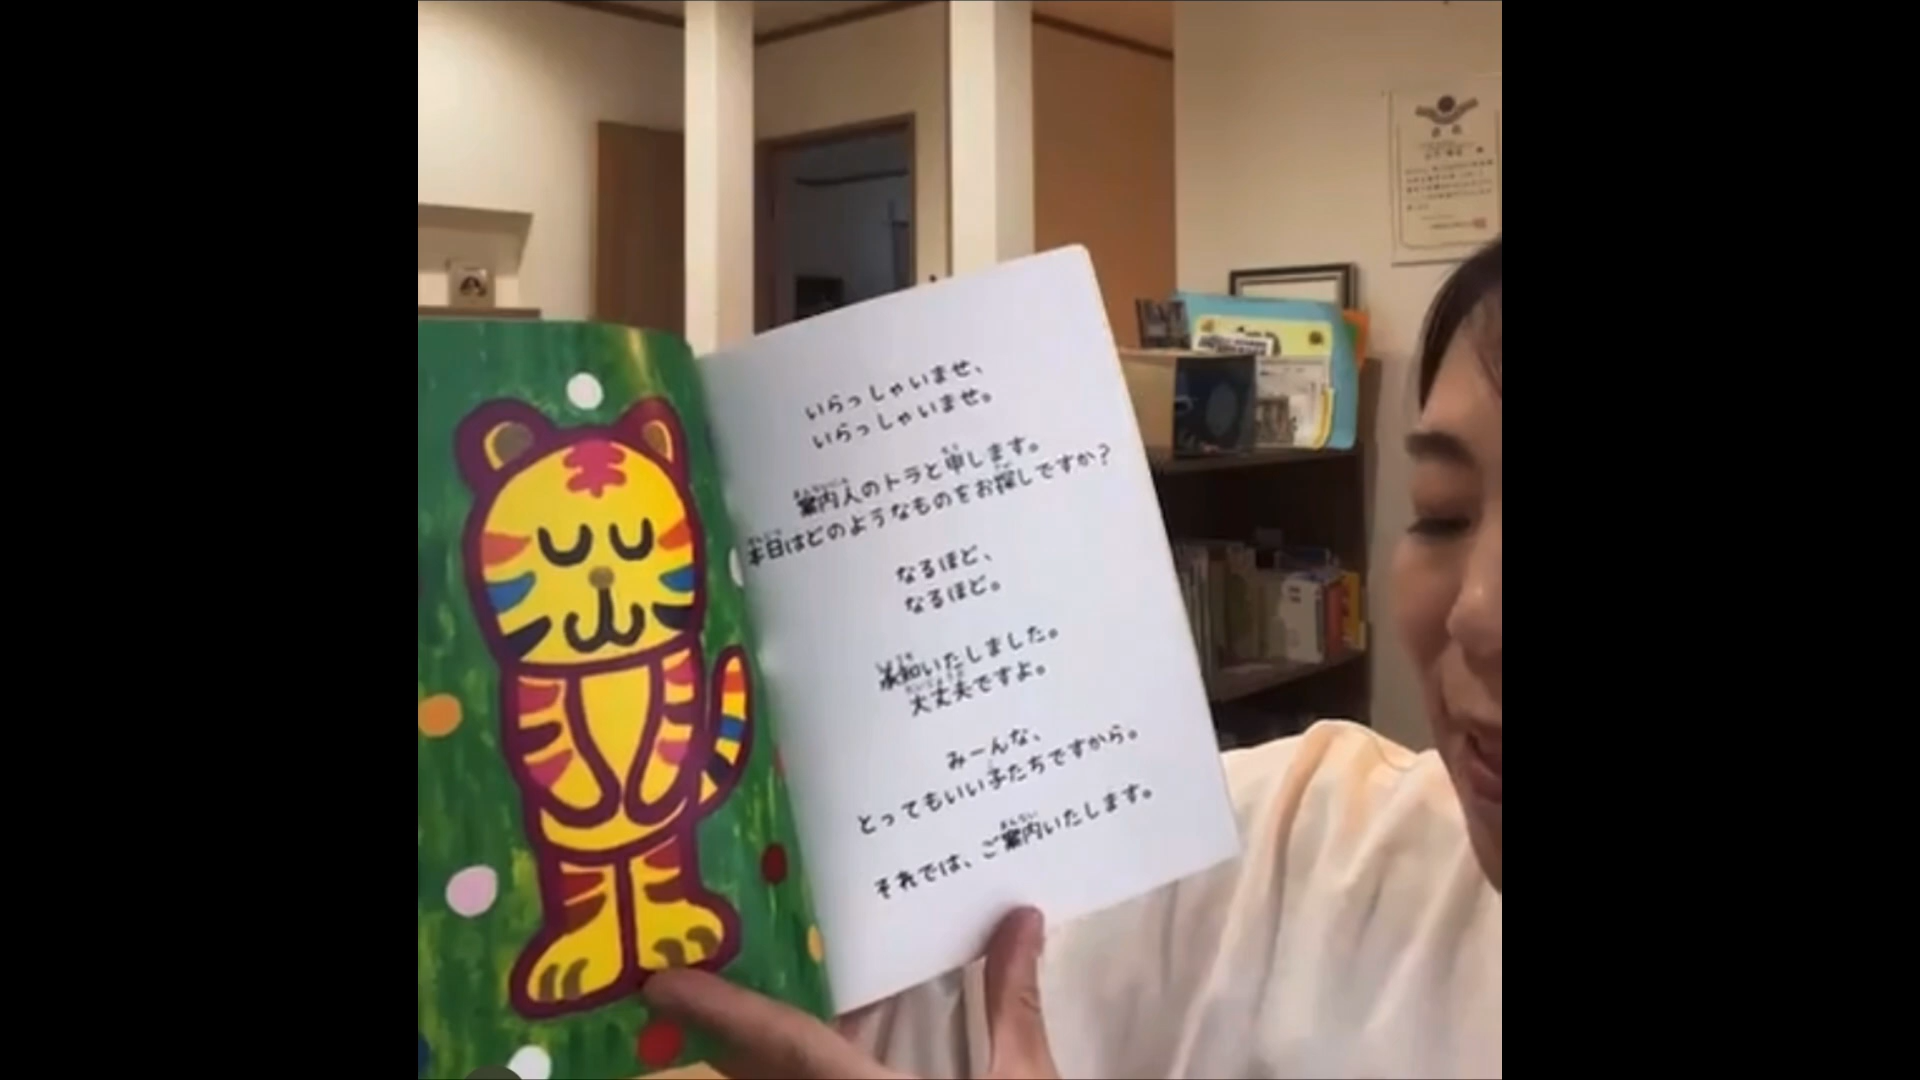 いらっしゃいませ、
いらっしゃいませ。
案内人のトラと申します。
本日はどのようなものをお探しですか?
なるほど、
なるほど。
承知いたしました。
大丈夫ですよ。
みーんな、
とってもいい子たちですから。
それでは、ご案内いたします。